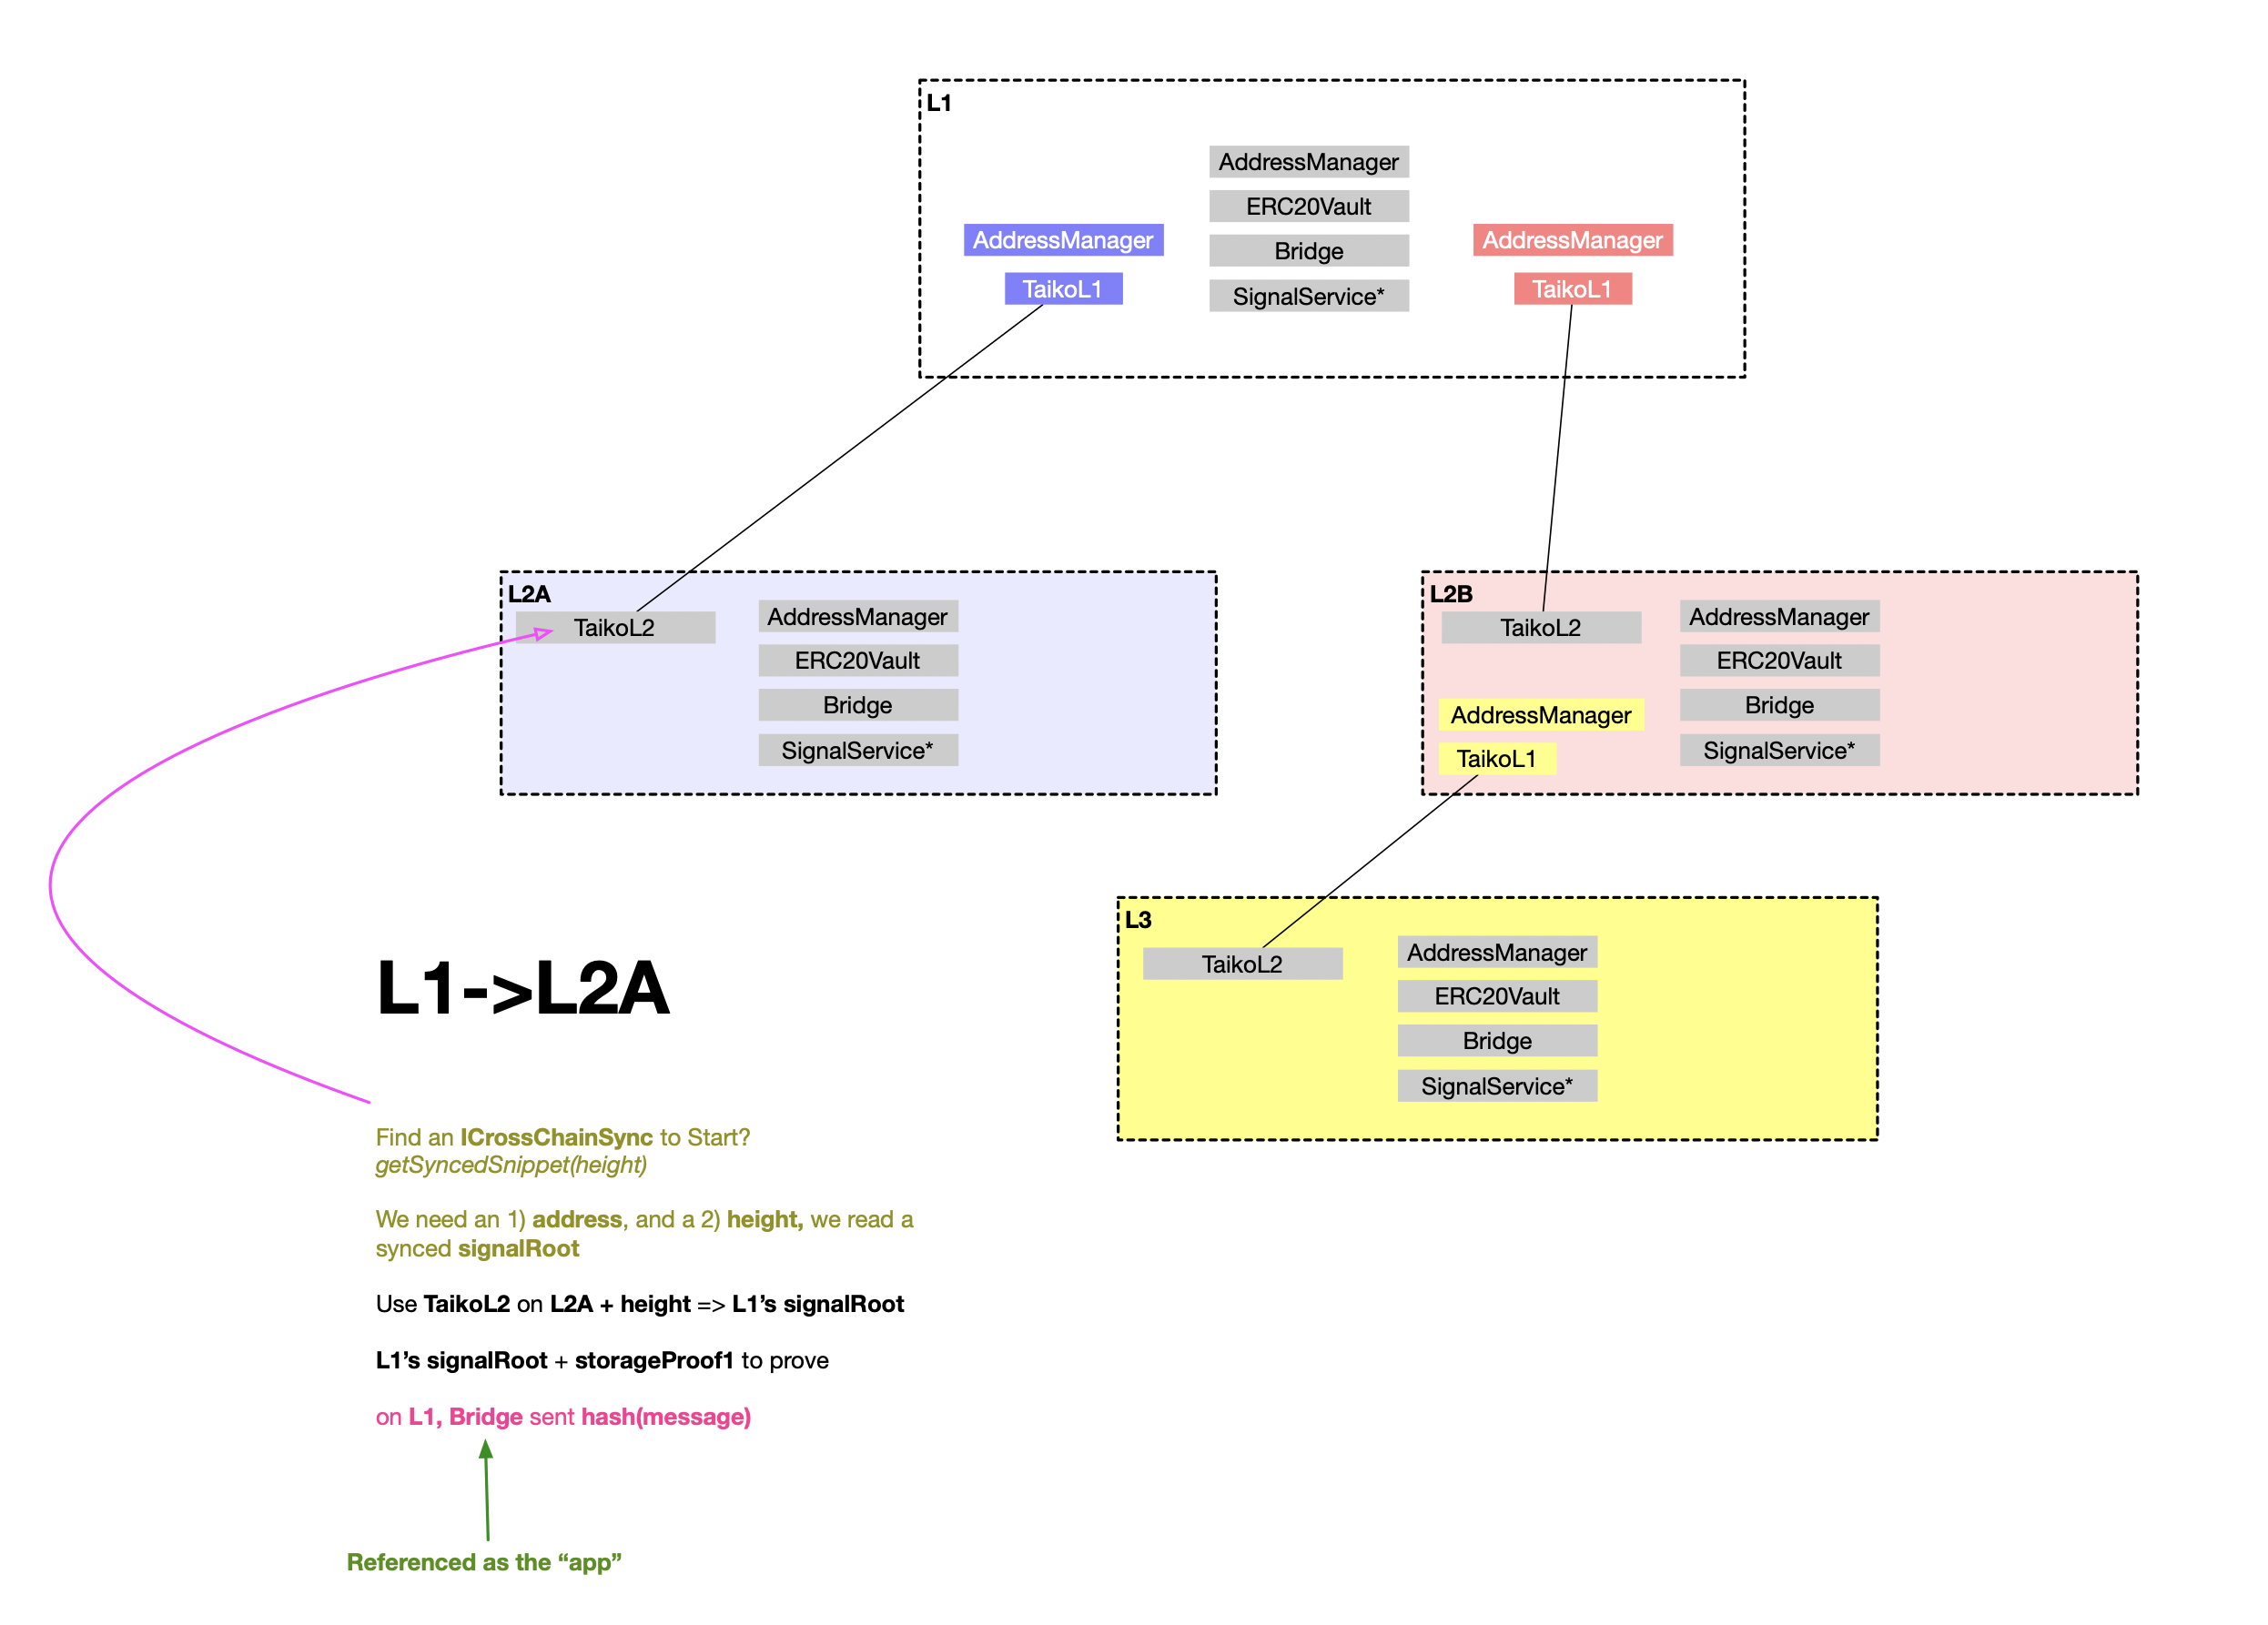 L1
AddressManager
ERC20Vault
AddressManager
AddressManager
Bridge
TaikoL1
SignalService*
TaikoL1
L2A
TaikoL2
AddressManager
ERC20Vault
Bridge
SignalService*
L2B
TaikoL2
AddressManager
ERC20Vault
AddressManager
Bridge
TaikoL1
SignalService*
L3
TaikoL2
AddressManager
ERC20Vault
Bridge
SignalService*
L1->L2A
Find an ICrossChainSync to Start?
getSyncedSnippet(height)
We need an 1) address, and a 2) height, we read a
synced signalRoot
Use TaikoL2 on L2A + height => L1’s signalRoot
L1’s signalRoot + storageProof1 to prove
on L1, Bridge sent hash(message)
Referenced as the “app”